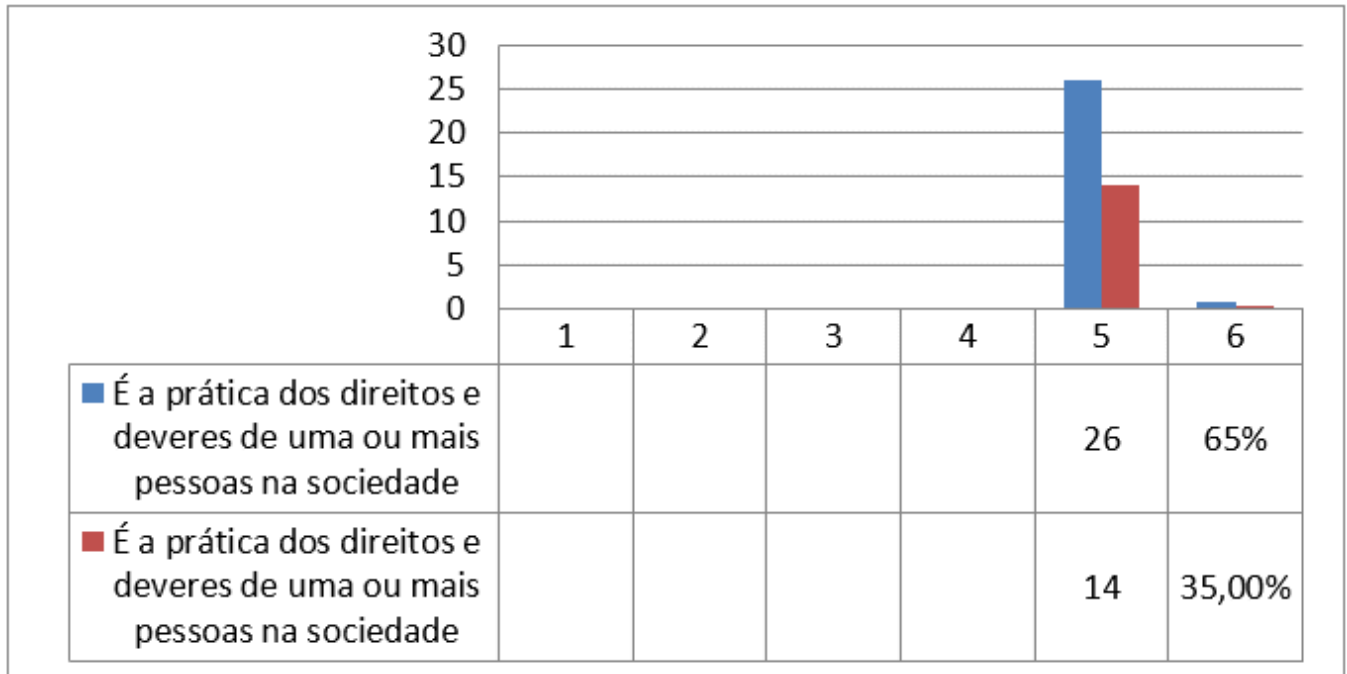 30
25
20
15
10
5
0
1 2 3 4 5 6
É a prática dos direitos e
deveres de uma ou mais
pessoas na sociedade
26 65%
É a prática dos direitos e
deveres de uma ou mais
pessoas na sociedade
14 35,00%